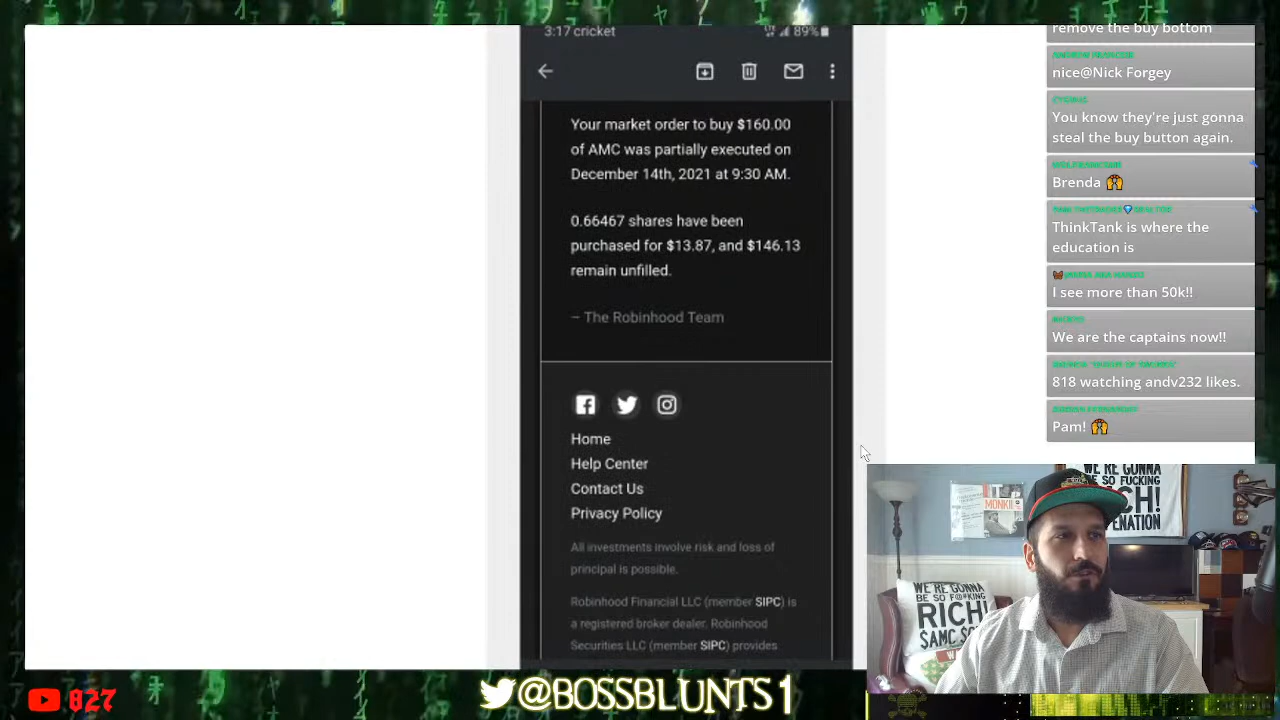 3:17 cricket
89%
Your market order to buy $160.00
of AMC was partially executed on
December 14th, 2021 at 9:30 AM.
0.66467 shares have been
purchased for $13.87, and $146.13
remain unfilled.
– The Robinhood Team
Home
Help Center
Contact Us
Privacy Policy
All investments involve risk and loss of
principal is possible.
Robinhood Financial LLC (member SIPC) is
a registered broker dealer. Robinhood
Securities LLC (member SIPC) provides
remove the buy bottom
nice@Nick Forgey
You know they're just gonna
steal the buy button again.
Brenda
ThinkTank is where the
education is
I see more than 50k!!
We are the captains now!!
818 watching andv232 likes.
Pam!
WE'RE GONNA
BE SO FUCKING
RICH!
WE'RE GONNA
BE SO F@#KING
RICH!
827
@BOSSBLUNTS1